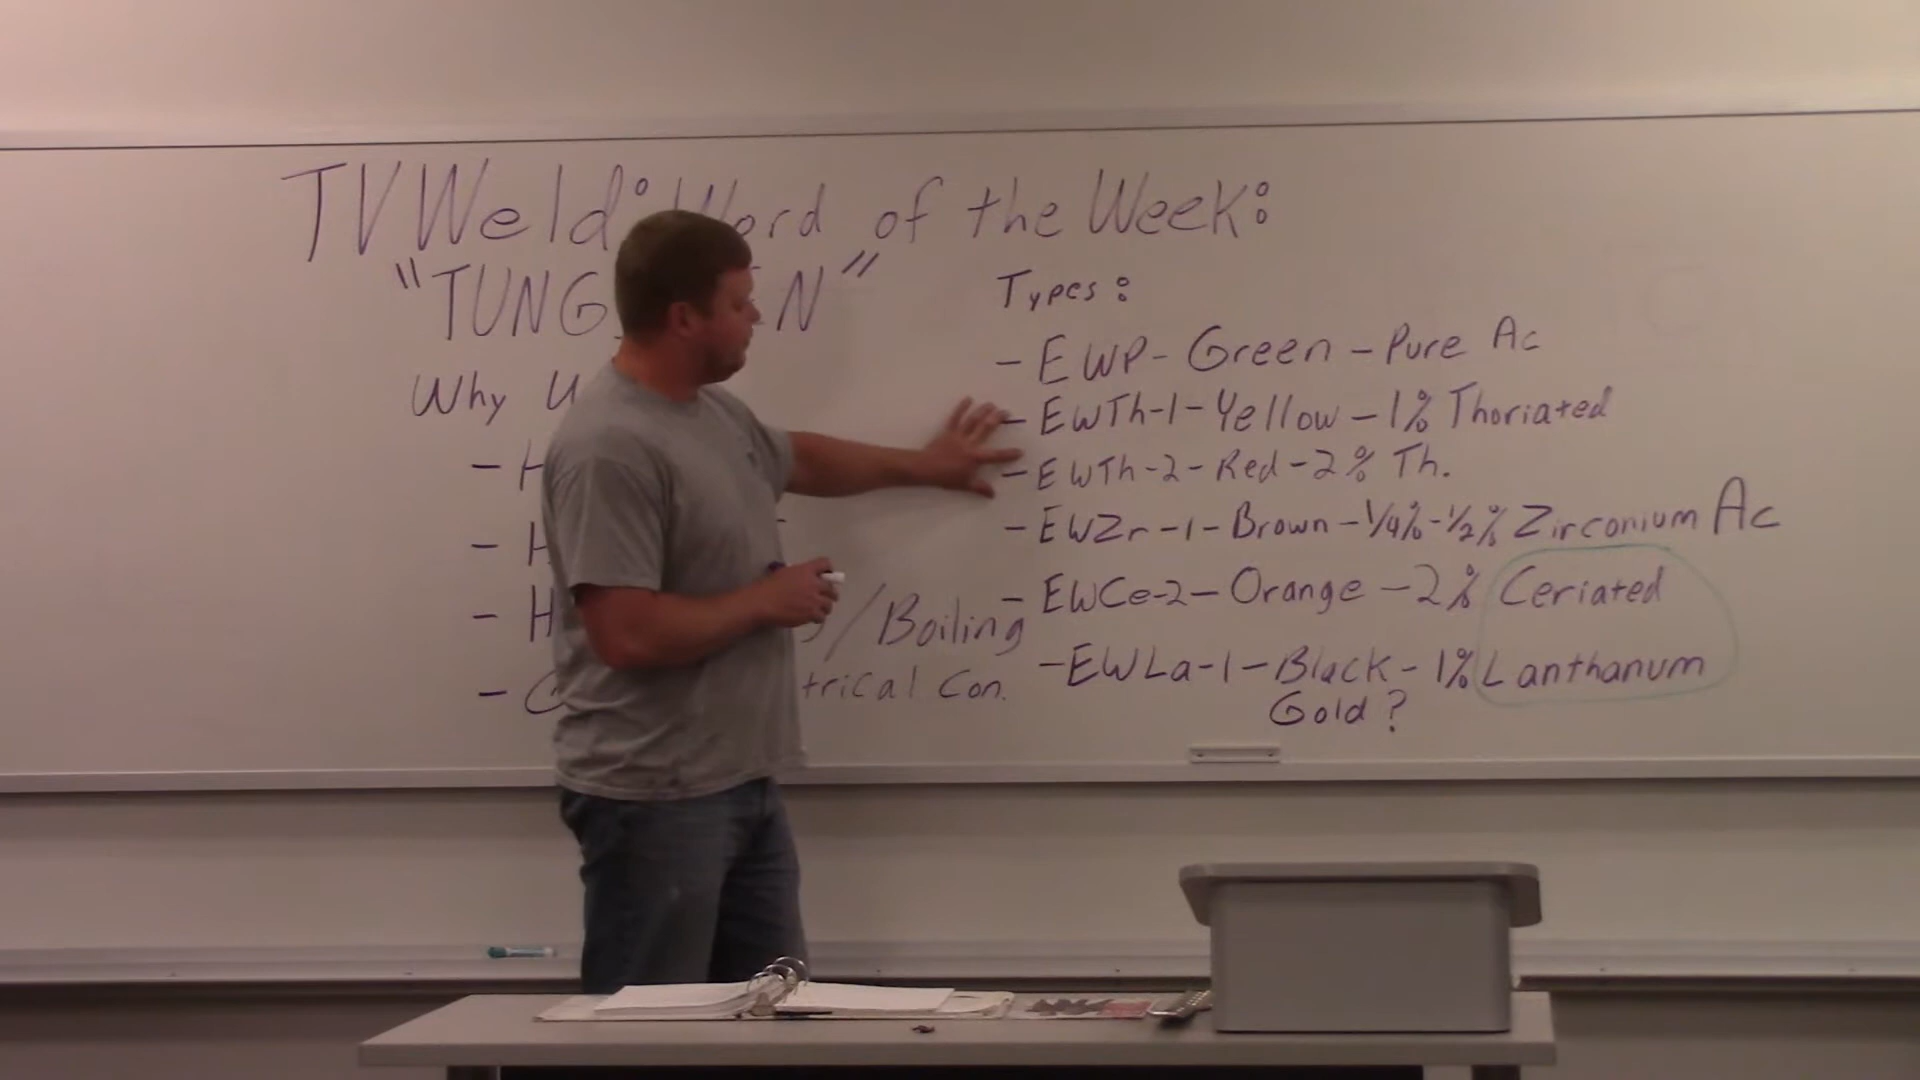 TV Weld: Word of the Week:
"TUNG EN"
Why U
- H
- H
- H /Boiling
- trical Con.
Types:
- EWP- Green - Pure Ac
- EWTh-1- Yellow - 1% Thoriated
- EWTh-2- Red - 2% Th.
- EWZr-1- Brown - 1/4%-1/2% Zirconium Ac
- EWCe-2- Orange - 2% Ceriated
- EWLa-1- Black - 1% Lanthanum
Gold?